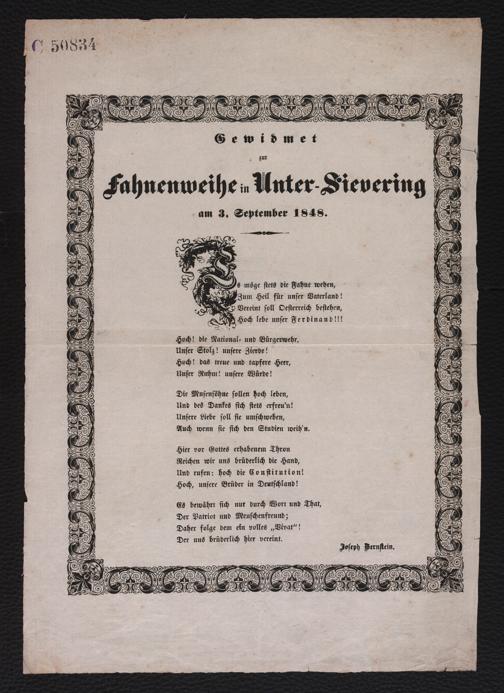 C 50834
Gewidmet
zur
Fahnenweihe in Unter-Sievering
am 3. September 1848.
Es möge stets die Fahne wehen,
Zum Heil für unser Vaterland!
Vereint soll Oesterreich bestehen,
Hoch lebe unser Ferdinand!!!
Hoch! die National- und Bürgerwehr,
Unser Stolz! unsere Zierde!
Hoch! das treue und tapfere Heer,
Unser Ruhm! unsere Würde!
Die Musensöhne sollen hoch leben,
Und des Dankes sich stets erfreu'n!
Unsere Liebe soll sie umschweben,
Auch wenn sie sich den Studien weih'n.
Hier vor Gottes erhabenem Thron
Reichen wir uns brüderlich die Hand,
Und rufen: hoch die Constitution!
Hoch, unsere Brüder in Deutschland!
Es bewährt sich nur durch Wort und That,
Der Patriot und Menschenfreund;
Daher folge dem ein volles „Vivat"!
Der uns brüderlich hier vereint.
Joseph Bernstein.